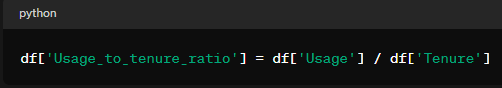 python
df['Usage_to_tenure_ratio'] = df['Usage'] / df['Tenure']